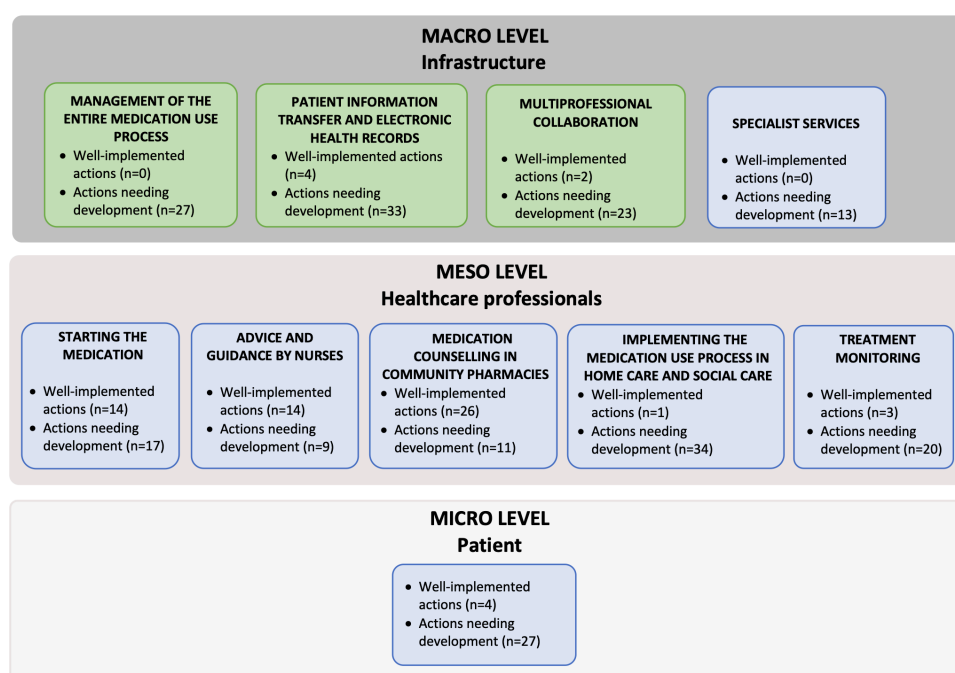 MACRO LEVEL
Infrastructure
MANAGEMENT OF THE
ENTIRE MEDICATION USE
PROCESS
• Well-implemented
actions (n=0)
• Actions needing
development (n=27)
PATIENT INFORMATION
TRANSFER AND ELECTRONIC
HEALTH RECORDS
• Well-implemented actions
(n=4)
• Actions needing
development (n=33)
MULTIPROFESSIONAL
COLLABORATION
• Well-implemented
actions (n=2)
• Actions needing
development (n=23)
SPECIALIST SERVICES
• Well-implemented
actions (n=0)
• Actions needing
development (n=13)
MESO LEVEL
Healthcare professionals
STARTING THE
MEDICATION
• Well-implemented
actions (n=14)
• Actions needing
development (n=17)
ADVICE AND
GUIDANCE BY NURSES
• Well-implemented
actions (n=14)
• Actions needing
development (n=9)
MEDICATION
COUNSELLING IN
COMMUNITY PHARMACIES
• Well-implemented
actions (n=26)
• Actions needing
development (n=11)
IMPLEMENTING THE
MEDICATION USE PROCESS IN
HOME CARE AND SOCIAL CARE
• Well-implemented
actions (n=1)
• Actions needing
development (n=34)
TREATMENT
MONITORING
• Well-implemented
actions (n=3)
• Actions needing
development (n=20)
MICRO LEVEL
Patient
• Well-implemented
actions (n=4)
• Actions needing
development (n=27)